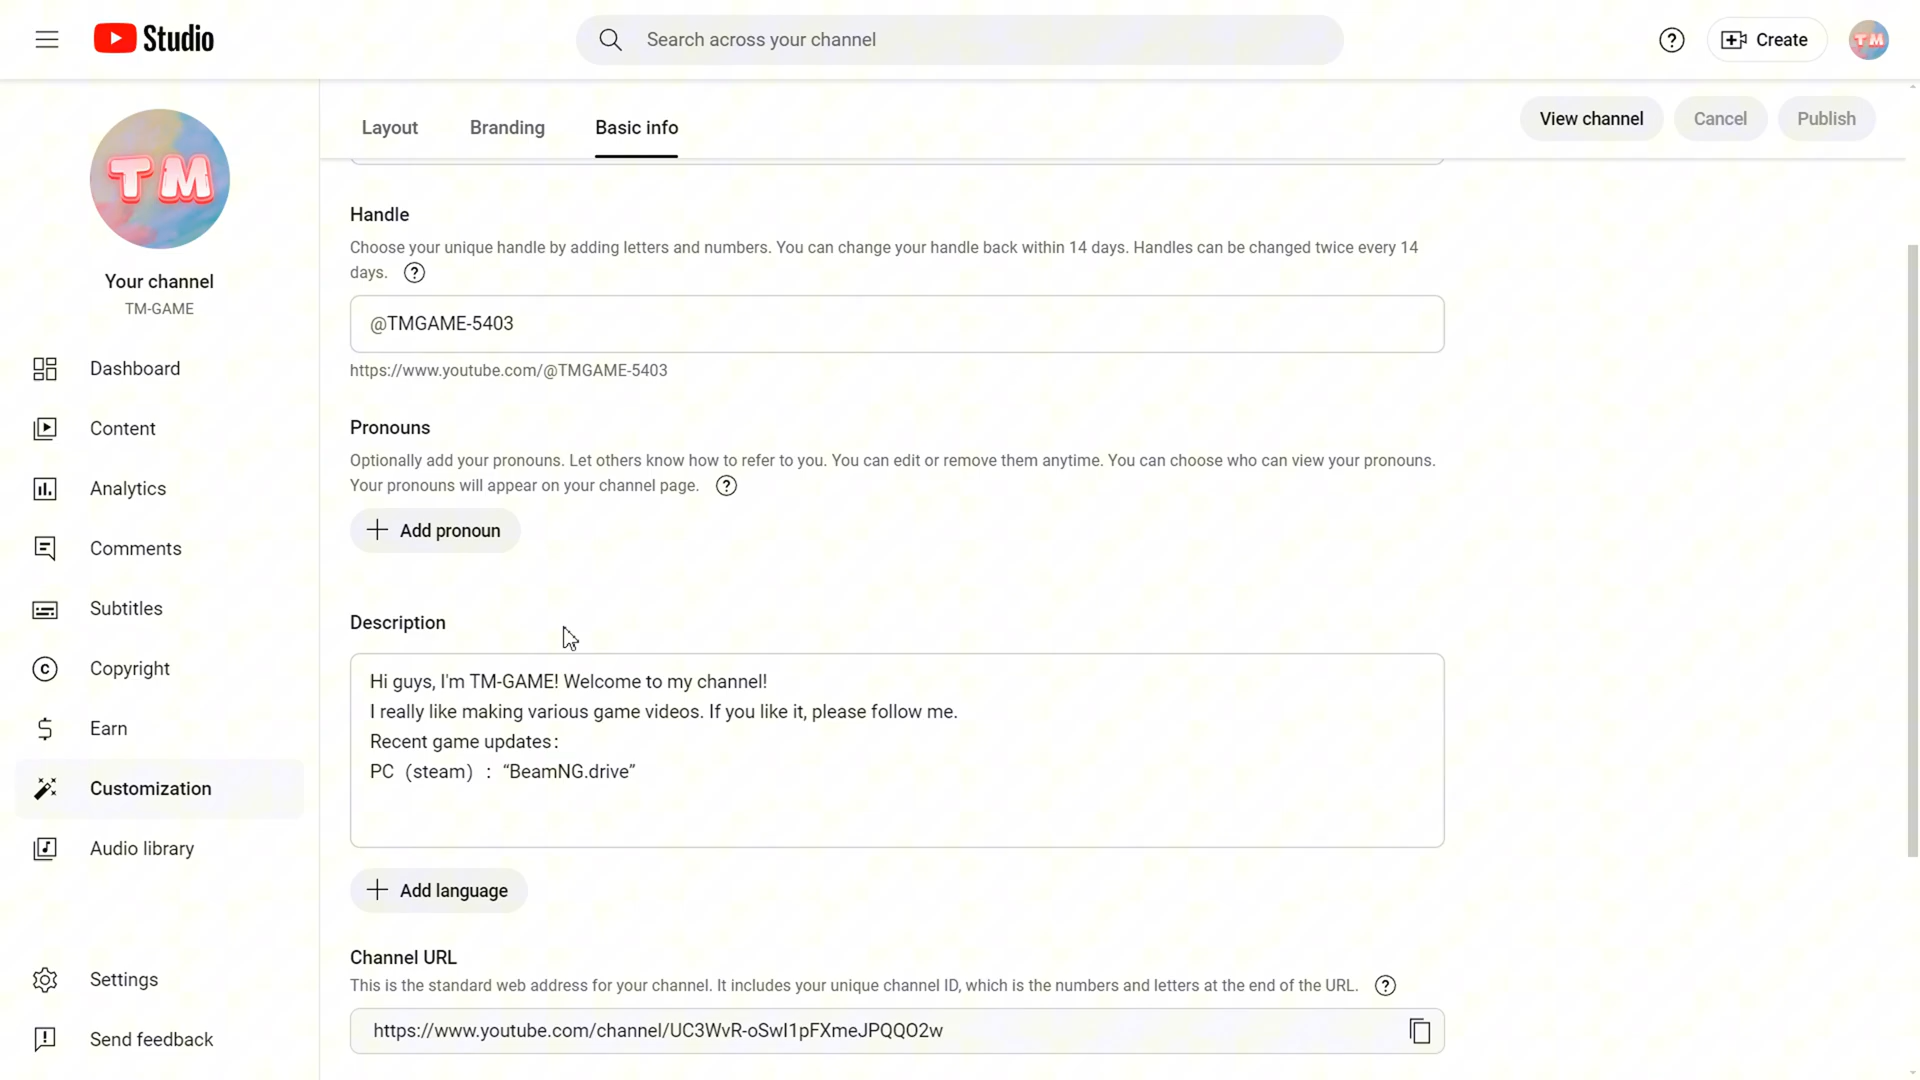 Studio
Search across your channel
Create
TM
TM
Your channel
TM-GAME
Dashboard
Content
Analytics
Comments
Subtitles
Copyright
Earn
Customization
Audio library
Settings
Send feedback
Layout
Branding
Basic info
View channel
Cancel
Publish
Handle
Choose your unique handle by adding letters and numbers. You can change your handle back within 14 days. Handles can be changed twice every 14
days.
@TMGAME-5403
https://www.youtube.com/@TMGAME-5403
Pronouns
Optionally add your pronouns. Let others know how to refer to you. You can edit or remove them anytime. You can choose who can view your pronouns.
Your pronouns will appear on your channel page.
Add pronoun
Description
Hi guys, I'm TM-GAME! Welcome to my channel!
I really like making various game videos. If you like it, please follow me.
Recent game updates：
PC（steam）：“BeamNG.drive”
Add language
Channel URL
This is the standard web address for your channel. It includes your unique channel ID, which is the numbers and letters at the end of the URL.
https://www.youtube.com/channel/UC3WvR-oSwI1pFXmeJPQQO2w